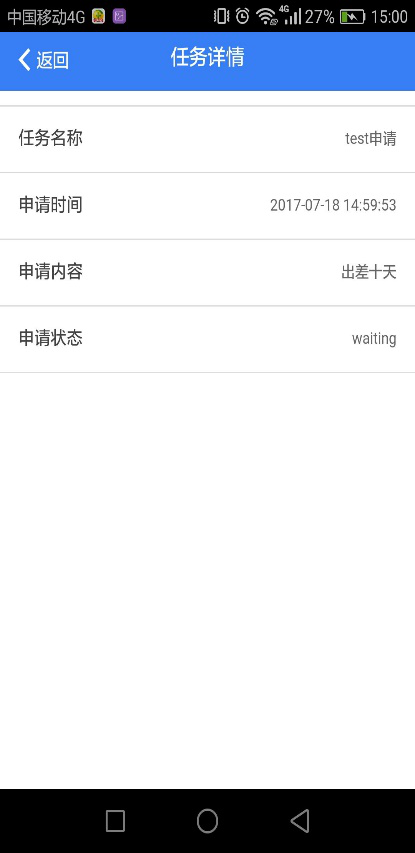 中国移动4G 4G 27% 15:00
返回 任务详情
任务名称 test申请
申请时间 2017-07-18 14:59:53
申请内容 出差十天
申请状态 waiting